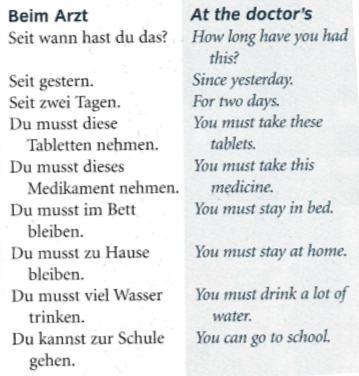 Beim Arzt
Seit wann hast du das?
Seit gestern.
Seit zwei Tagen.
Du musst diese
Tabletten nehmen.
Du musst dieses
Medikament nehmen.
Du musst im Bett
bleiben.
Du musst zu Hause
bleiben.
Du musst viel Wasser
trinken.
Du kannst zur Schule
gehen.
At the doctor's
How long have you had
this?
Since yesterday.
For two days.
You must take these
tablets.
You must take this
medicine.
You must stay in bed.
You must stay at home.
You must drink a lot of
water.
You can go to school.